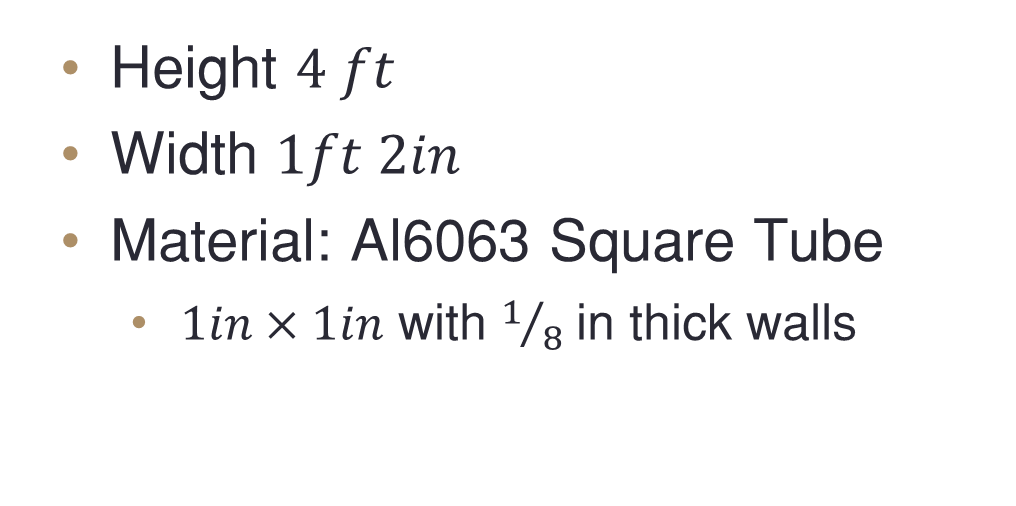 • Height 4 ft
• Width 1ft 2in
• Material: Al6063 Square Tube
• 1in × 1in with 1/8 in thick walls